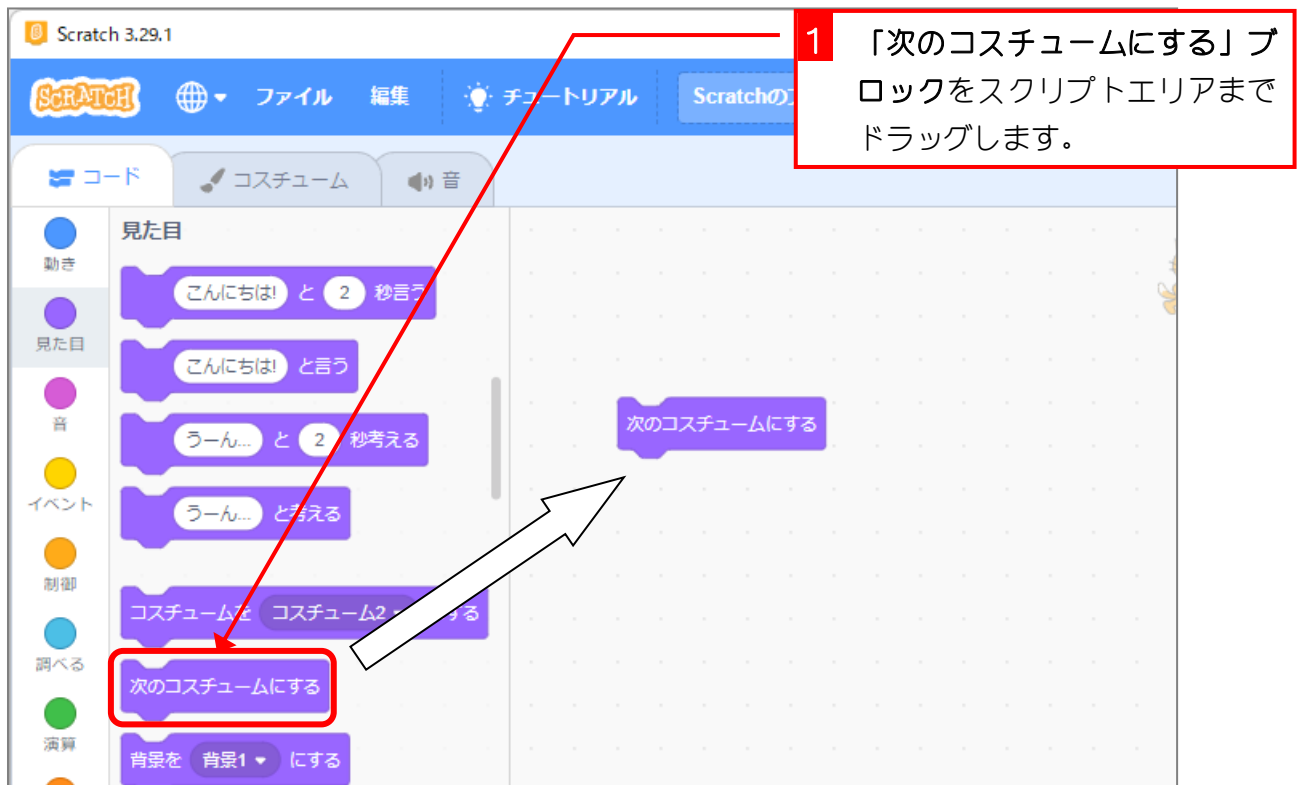 Scratch 3.29.1
1 「次のコスチュームにする」ブ
ロックをスクリプトエリアまで
ドラッグします。
SCRATCH ファイル 編集 チュートリアル Scratchの
コード コスチューム 音
動き
見た目
音
イベント
制御
調べる
演算
見た目
こんにちは! と 2 秒言う
こんにちは! と言う
うーん... と 2 秒考える
うーん... と考える
コスチュームを コスチューム2 する
次のコスチュームにする
背景を 背景1 にする
次のコスチュームにする